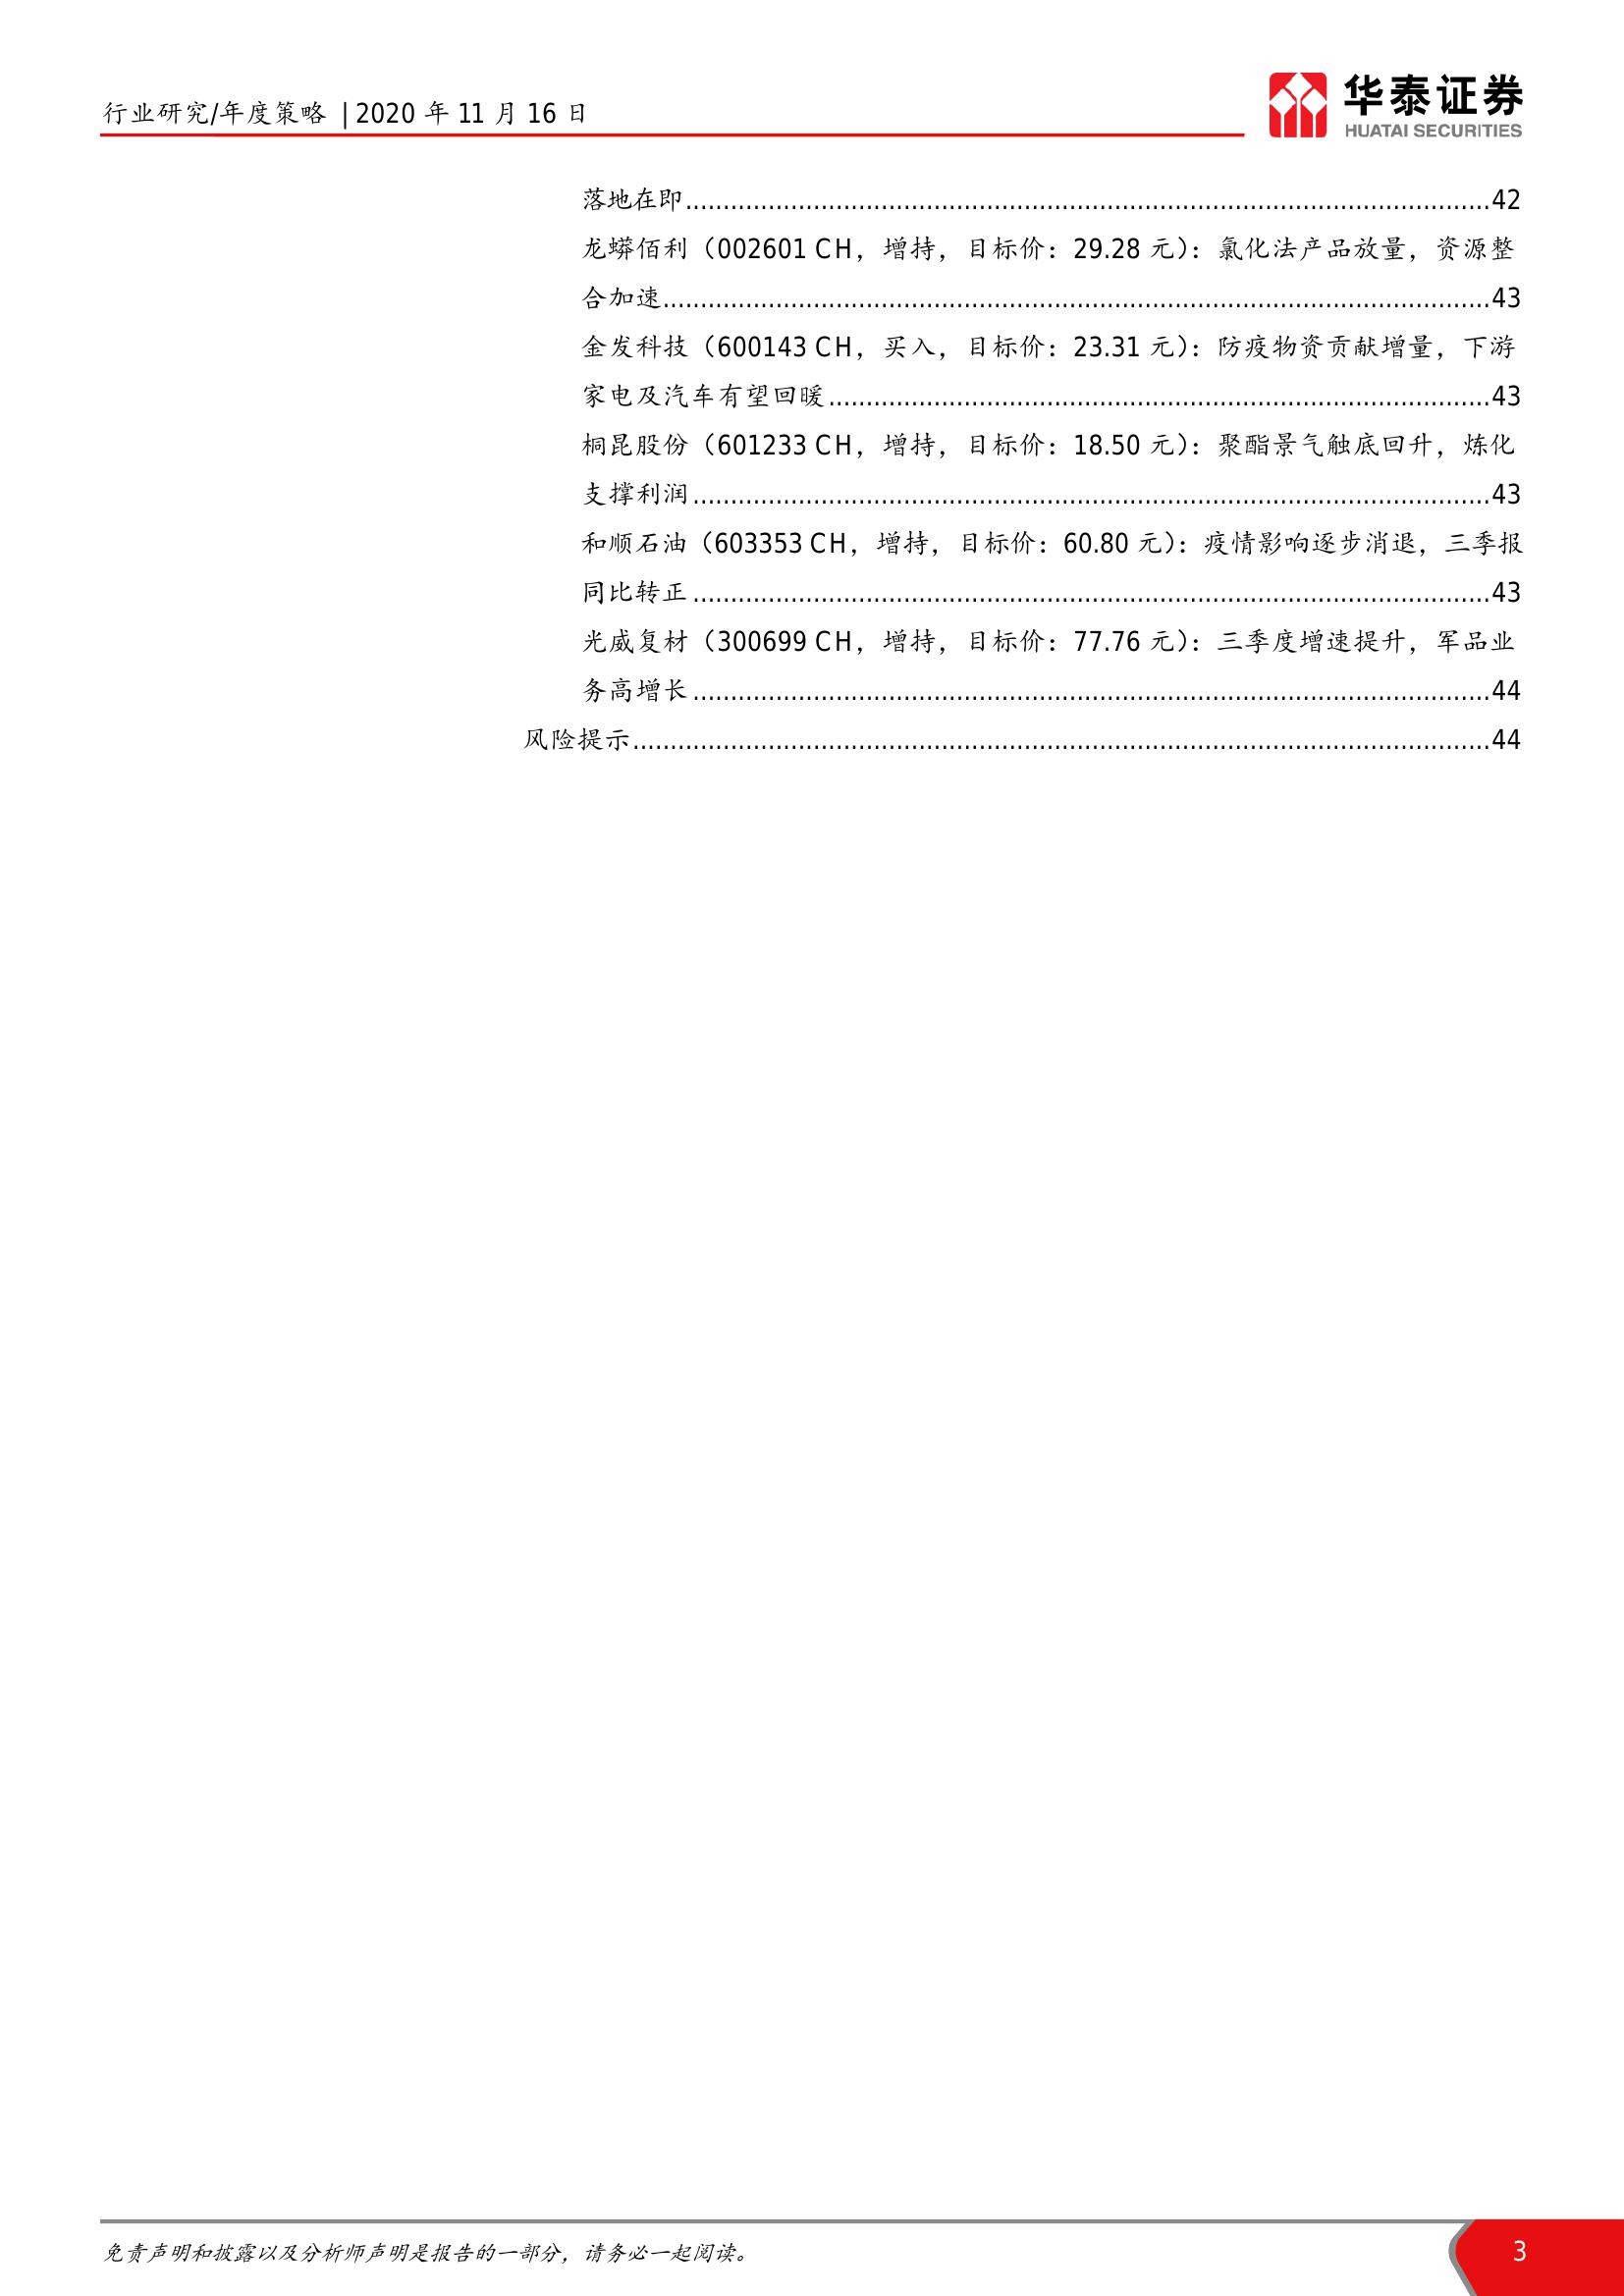 行业研究/年度策略 | 2020 年 11 月 16 日
华泰证券
HUATAI SECURITIES
落地在即........................................................................................................42
龙蟒佰利（002601 CH，增持，目标价：29.28 元）：氯化法产品放量，资源整
合加速........................................................................................................43
金发科技（600143 CH，买入，目标价：23.31 元）：防疫物资贡献增量，下游
家电及汽车有望回暖........................................................................................................43
桐昆股份（601233 CH，增持，目标价：18.50 元）：聚酯景气触底回升，炼化
支撑利润........................................................................................................43
和顺石油（603353 CH，增持，目标价：60.80 元）：疫情影响逐步消退，三季报
同比转正........................................................................................................43
光威复材（300699 CH，增持，目标价：77.76 元）：三季度增速提升，军品业
务高增长........................................................................................................44
风险提示........................................................................................................44
免责声明和披露以及分析师声明是报告的一部分，请务必一起阅读。
3